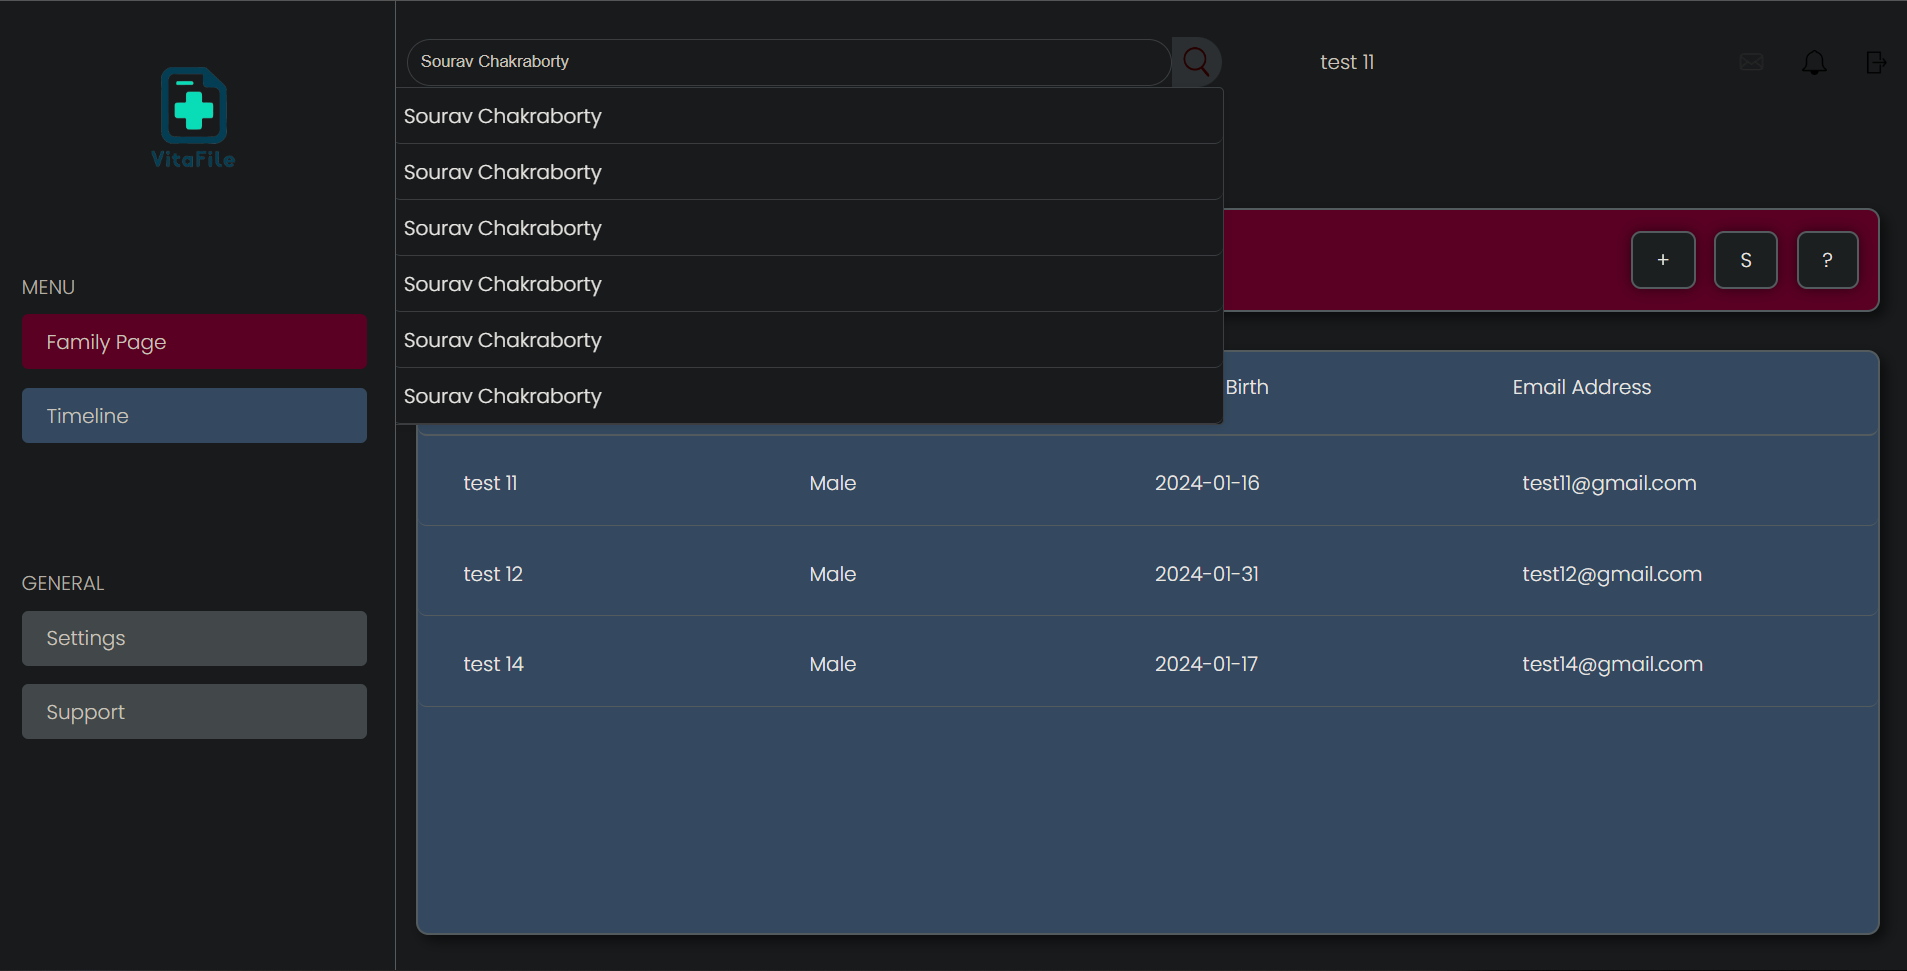 VitaFile
MENU
Family Page
Timeline
GENERAL
Settings
Support
Sourav Chakraborty
test 11
Sourav Chakraborty
Sourav Chakraborty
Sourav Chakraborty
Sourav Chakraborty
Sourav Chakraborty
Sourav Chakraborty
+ S ?
Birth Email Address
test 11 Male 2024-01-16 test11@gmail.com
test 12 Male 2024-01-31 test12@gmail.com
test 14 Male 2024-01-17 test14@gmail.com